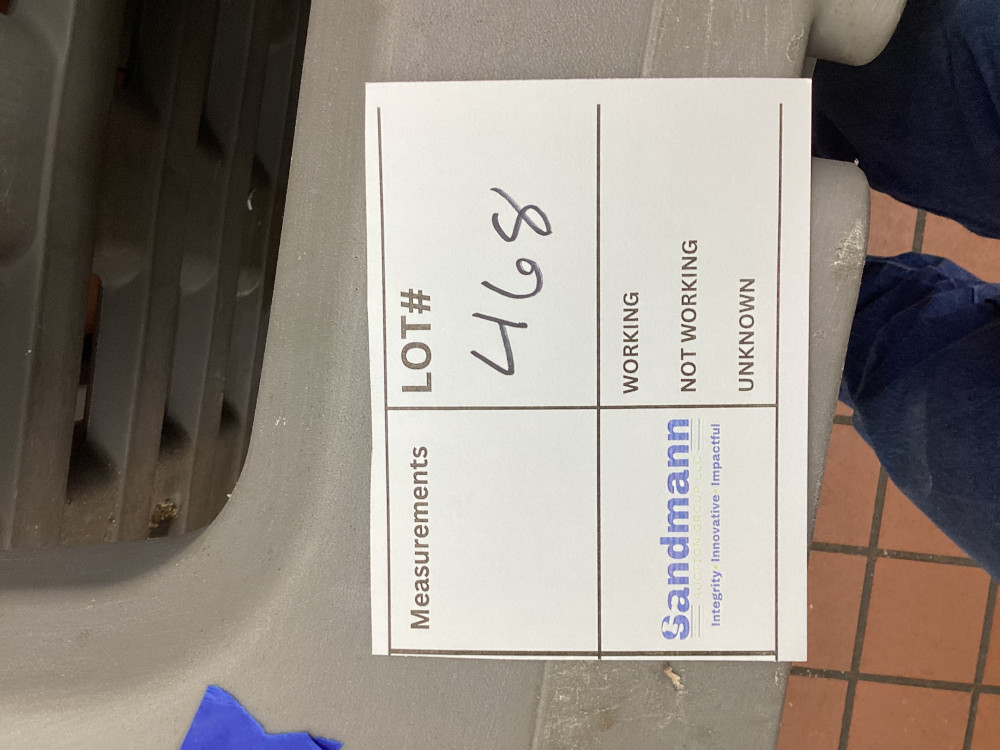 Measurements
LOT#
468
Sandmann
Integrity Innovative Impactful
WORKING
NOT WORKING
UNKNOWN